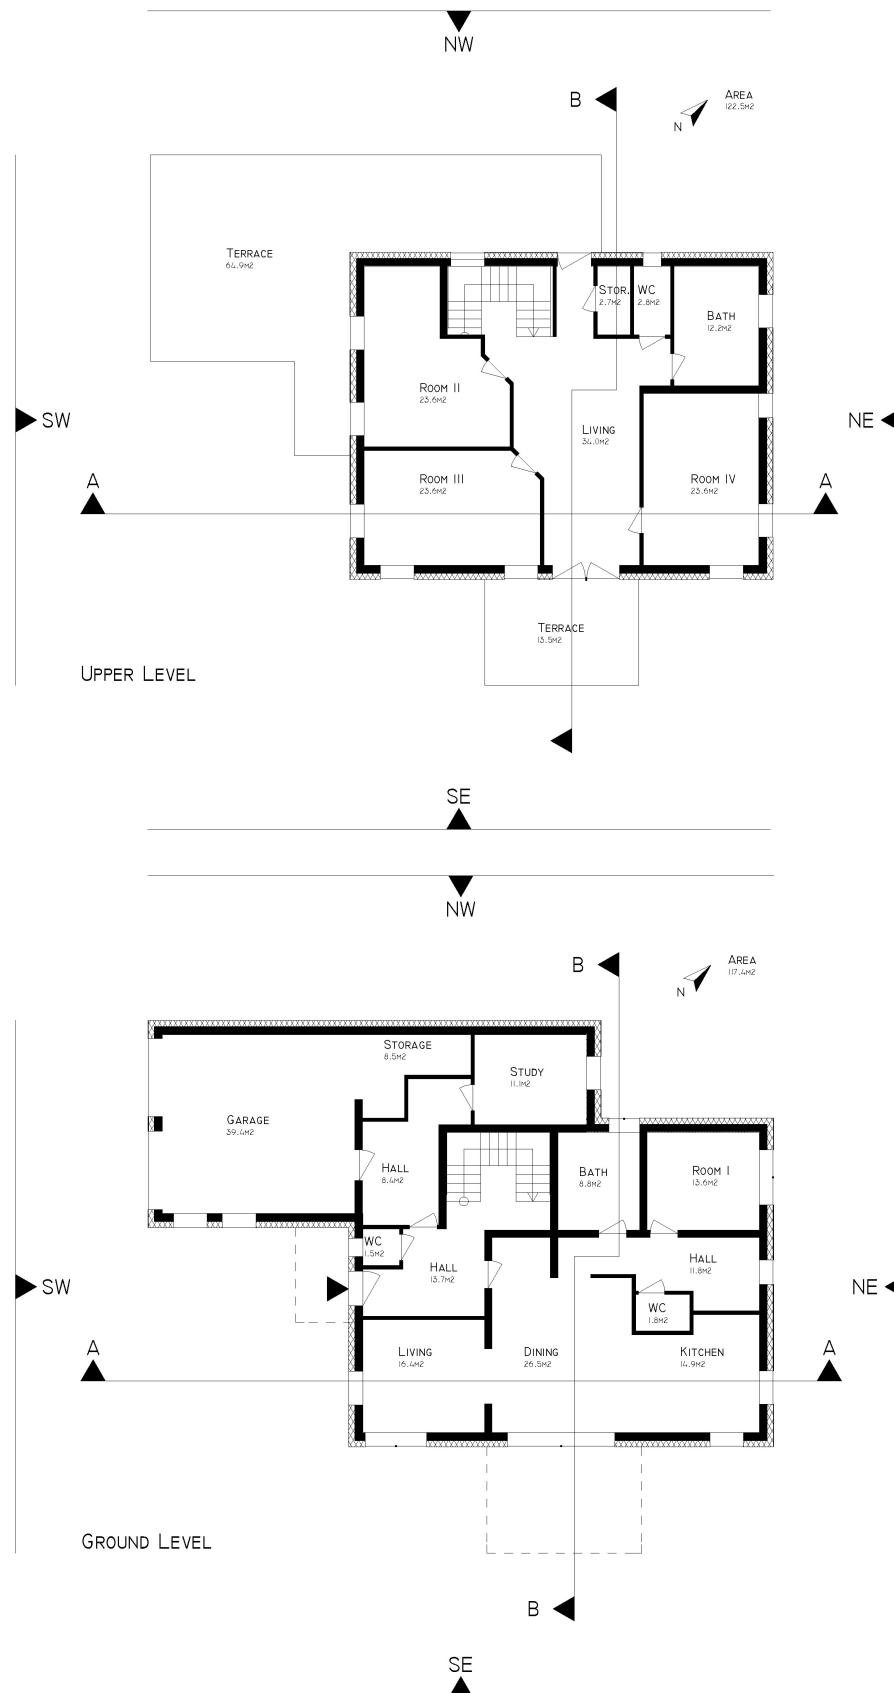 NW
B
N
AREA
122.5M2
TERRACE
64.9M2
STOR.
2.7M2
WC
2.8M2
BATH
12.2M2
ROOM II
23.6M2
SW
LIVING
34.0M2
NE
A
ROOM III
23.6M2
ROOM IV
23.6M2
A
TERRACE
13.5M2
UPPER LEVEL
SE
NW
B
N
AREA
117.4M2
STORAGE
8.5M2
STUDY
11.1M2
GARAGE
39.4M2
HALL
8.4M2
BATH
8.8M2
ROOM I
13.6M2
WC
1.5M2
HALL
13.7M2
HALL
11.8M2
SW
NE
WC
1.8M2
A
LIVING
16.4M2
DINING
26.5M2
KITCHEN
14.9M2
A
GROUND LEVEL
B
SE